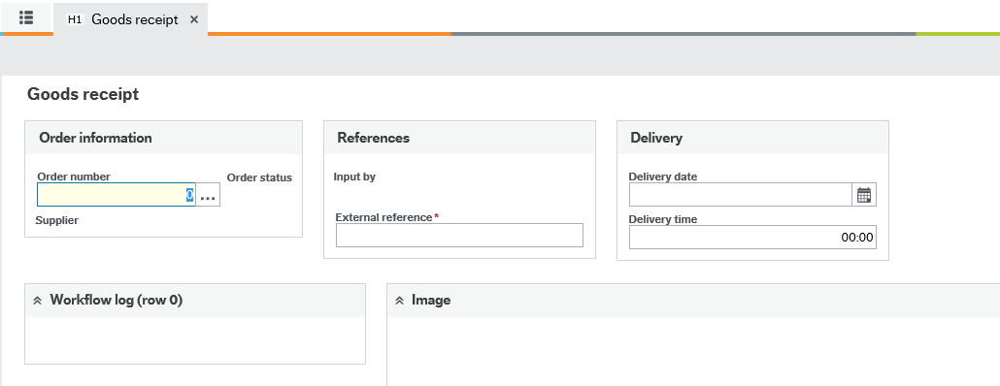 H1 Goods receipt ×
Goods receipt
Order information
Order number
Order status
0
...
Supplier
References
Input by
External reference*
Delivery
Delivery date
Delivery time
00:00
Workflow log (row 0)
Image